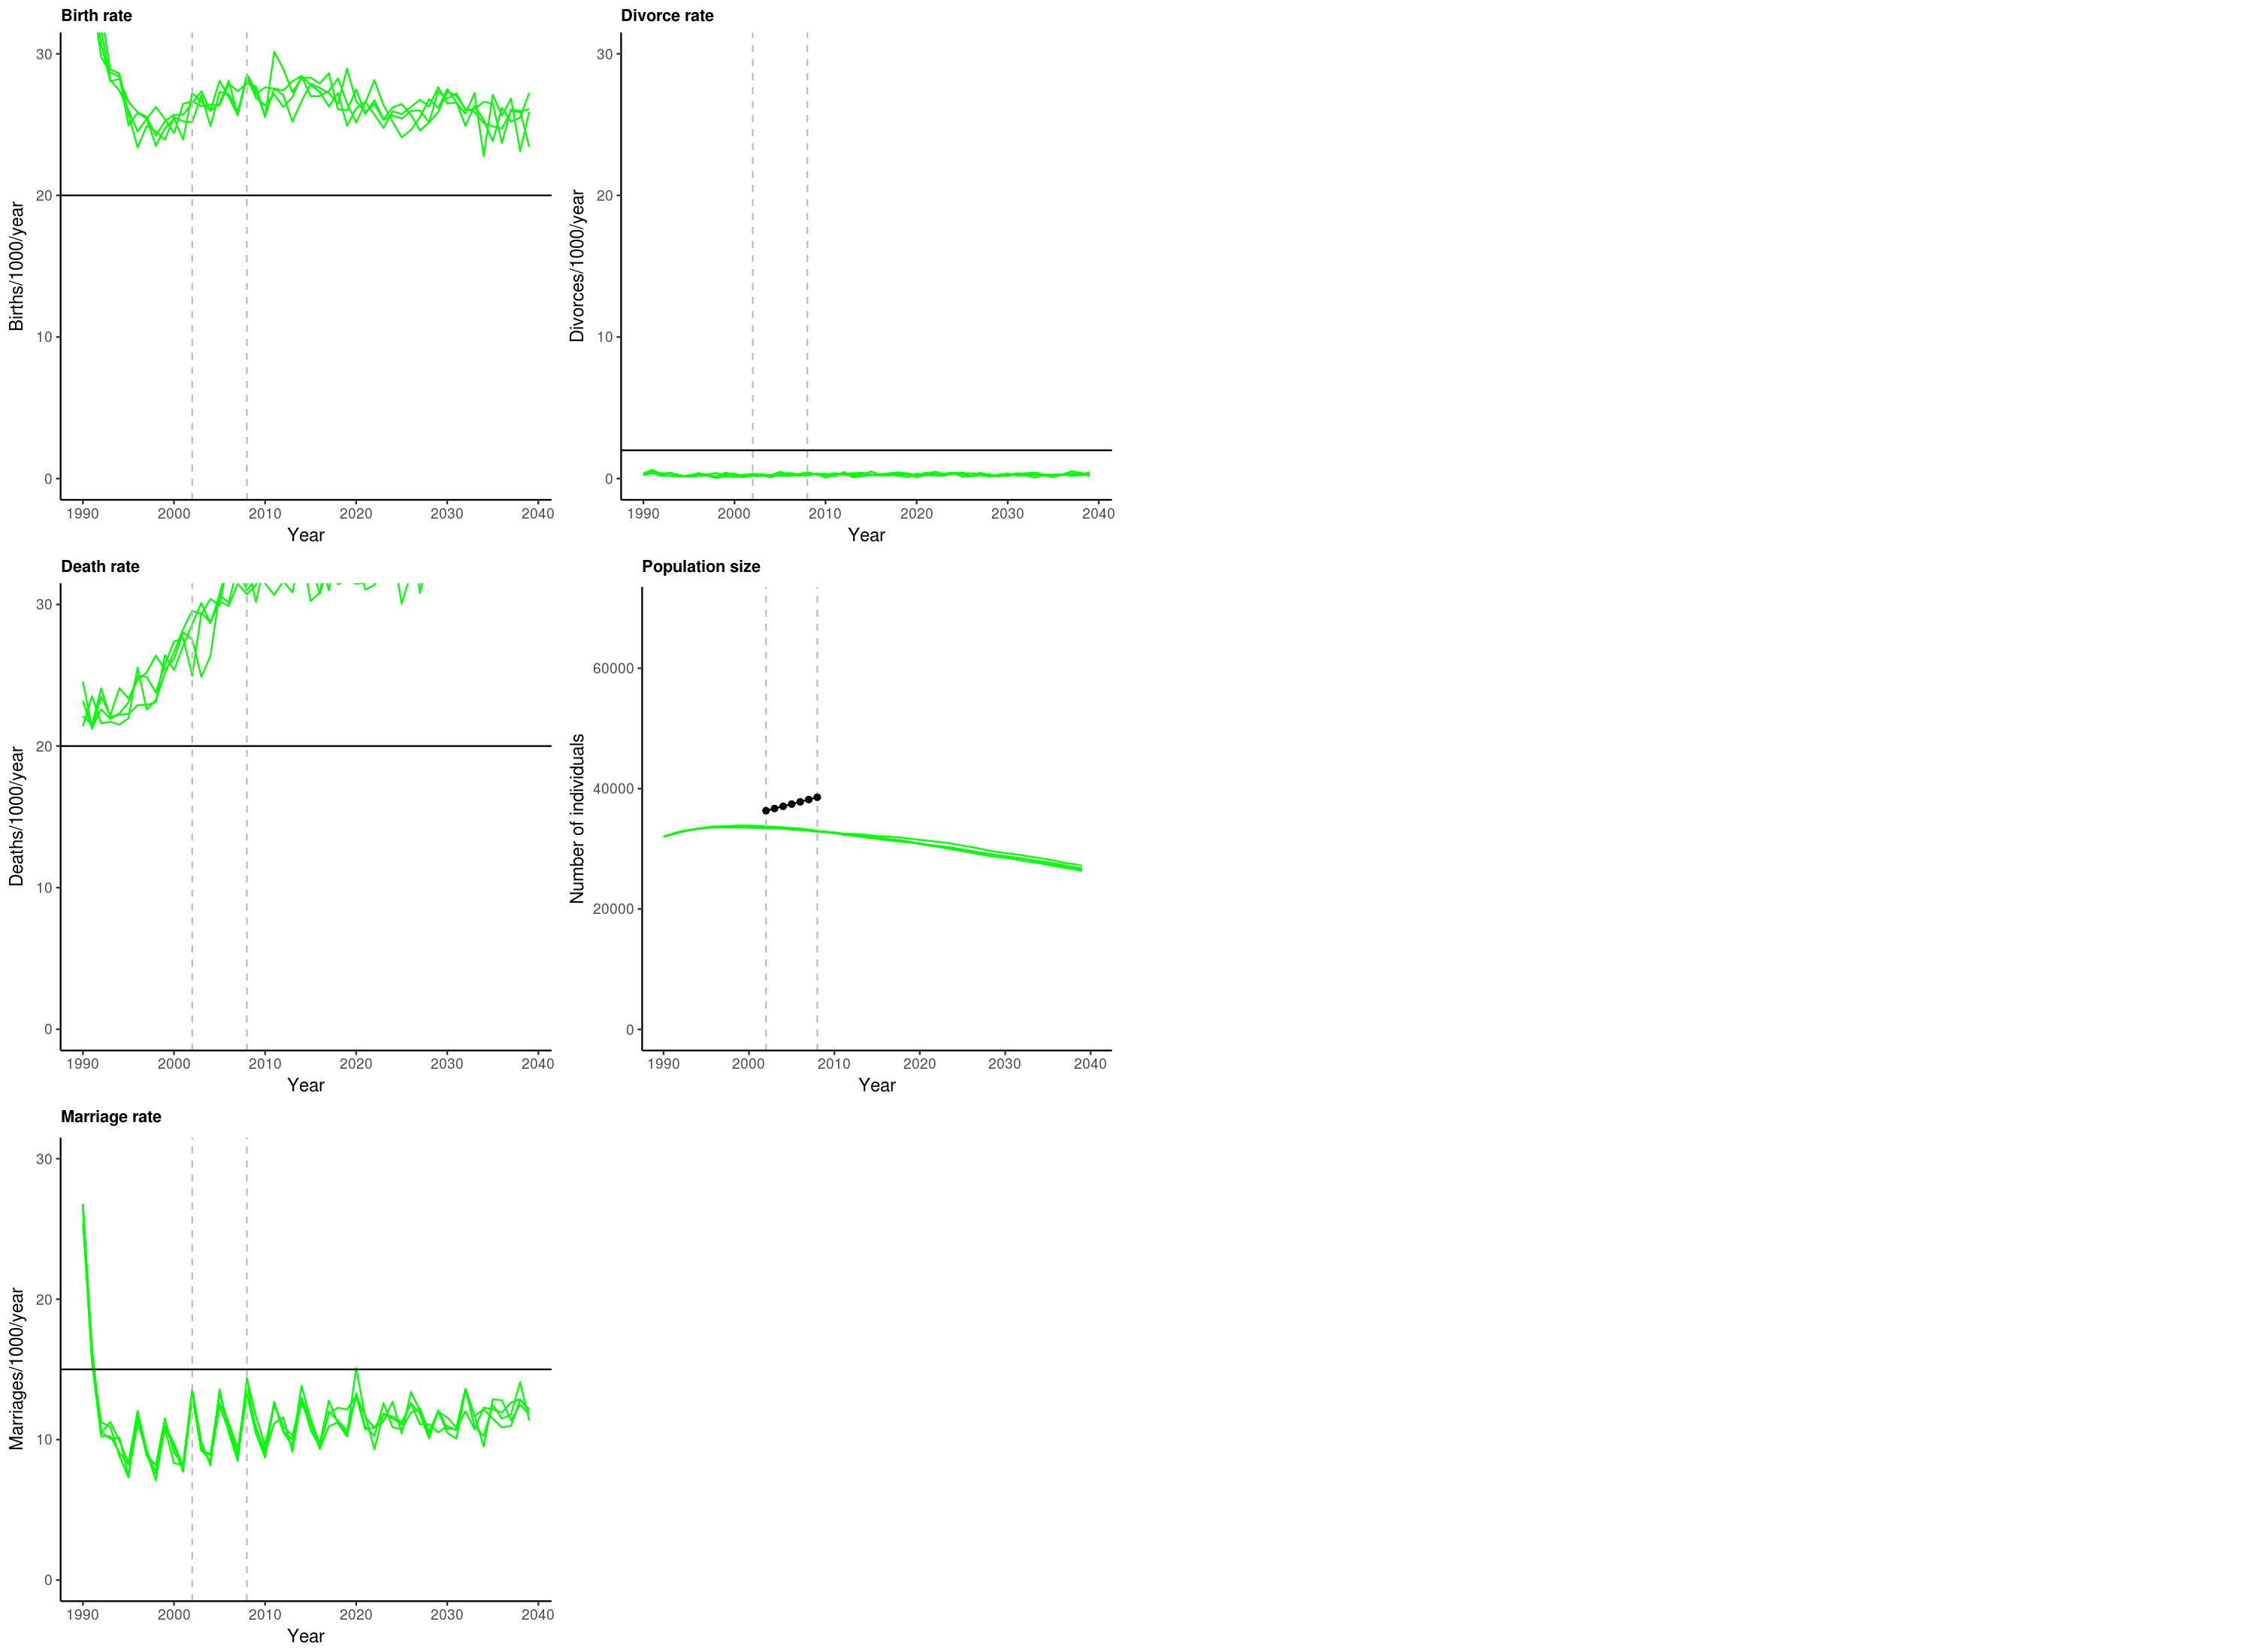 Birth rate
Births/1000/year
30
20
10
0
1990 2000 2010 2020 2030 2040
Year
Divorce rate
Divorces/1000/year
30
20
10
0
1990 2000 2010 2020 2030 2040
Year
Death rate
Deaths/1000/year
30
20
10
0
1990 2000 2010 2020 2030 2040
Year
Population size
Number of individuals
60000
40000
20000
0
1990 2000 2010 2020 2030 2040
Year
Marriage rate
Marriages/1000/year
30
20
10
0
1990 2000 2010 2020 2030 2040
Year